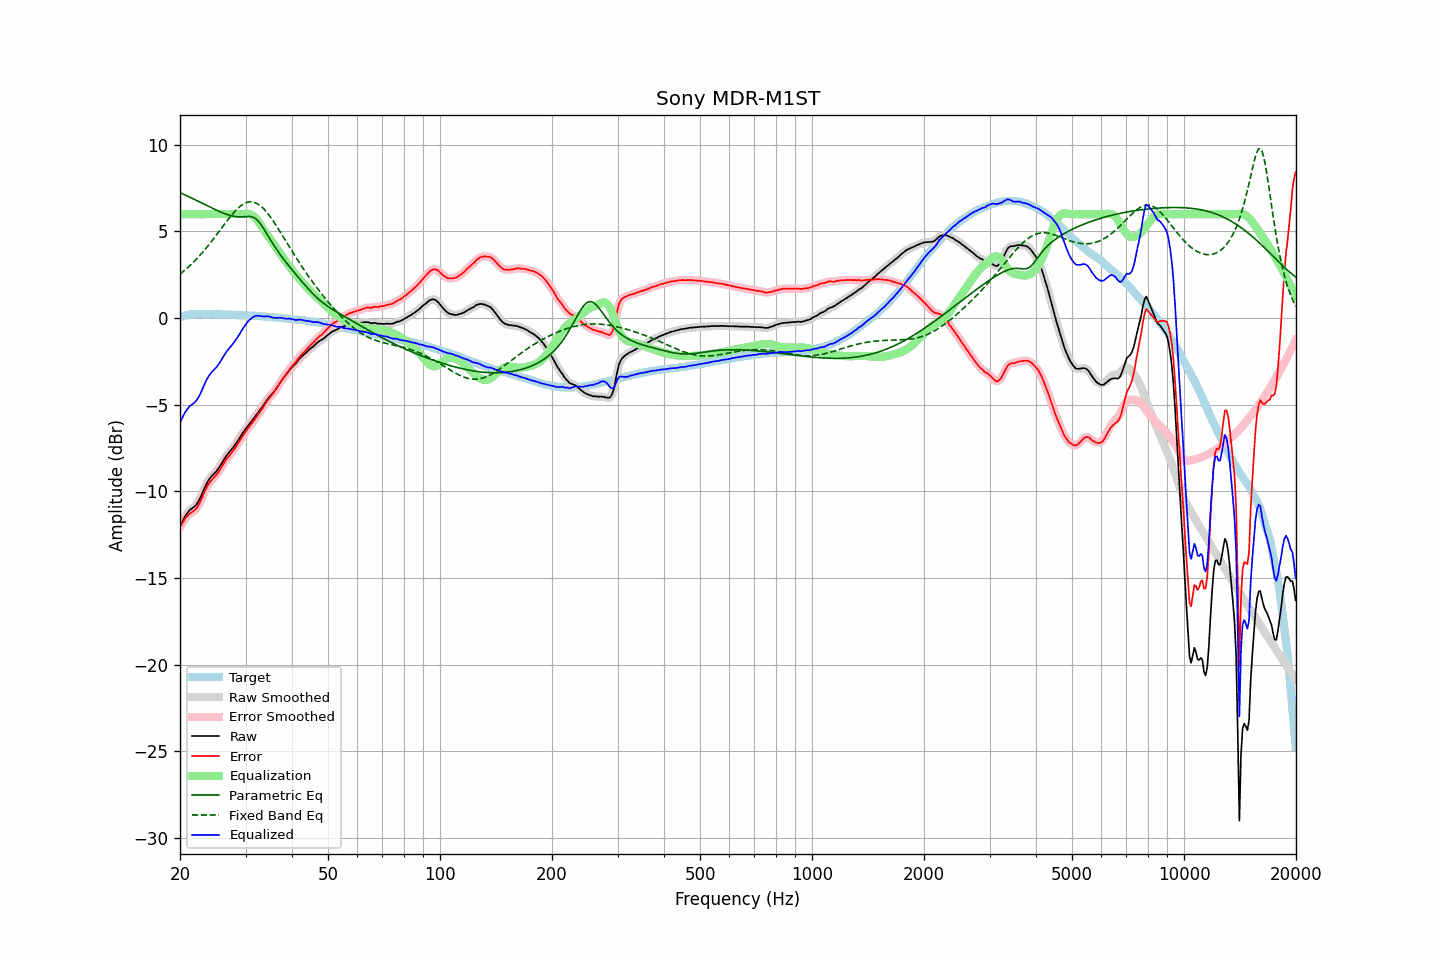 Sony MDR-M1ST
Amplitude (dBr)
10
5
0
−5
−10
−15
−20
−25
−30
Target
Raw Smoothed
Error Smoothed
Raw
Error
Equalization
Parametric Eq
Fixed Band Eq
Equalized
20 50 100 200 500 1000 2000 5000 10000 20000
Frequency (Hz)